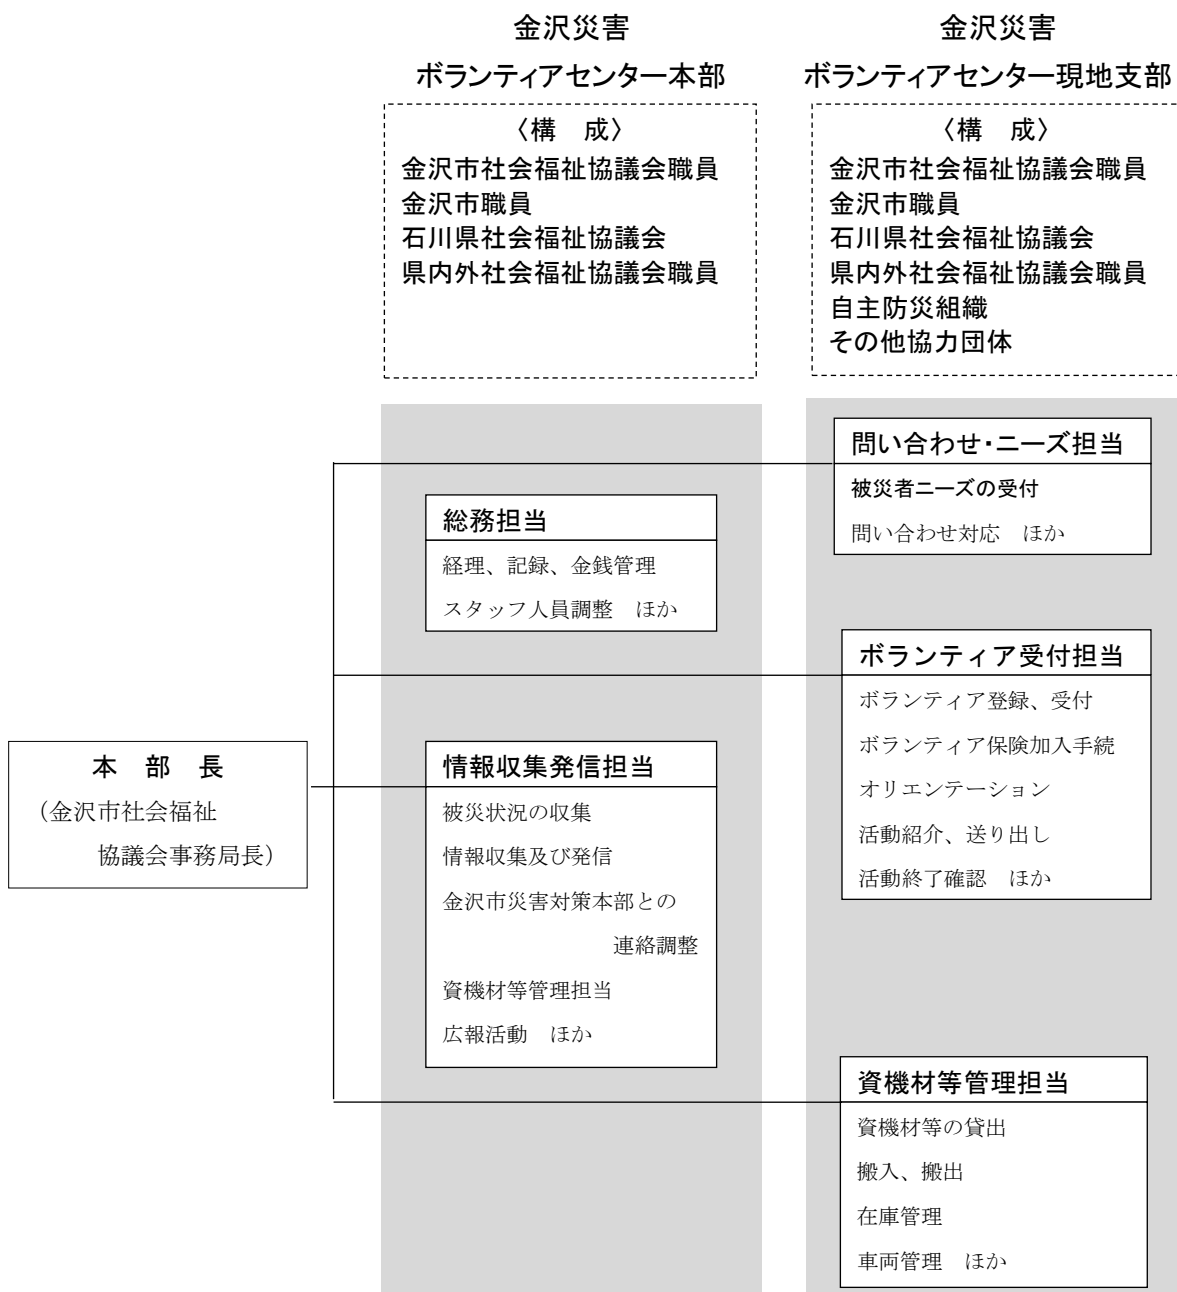 金沢災害
ボランティアセンター本部
〈構　成〉
金沢市社会福祉協議会職員
金沢市職員
石川県社会福祉協議会
県内外社会福祉協議会職員
金沢災害
ボランティアセンター現地支部
〈構　成〉
金沢市社会福祉協議会職員
金沢市職員
石川県社会福祉協議会
県内外社会福祉協議会職員
自主防災組織
その他協力団体
本　部　長
（金沢市社会福祉
協議会事務局長）
総務担当
経理、記録、金銭管理
スタッフ人員調整　ほか
情報収集発信担当
被災状況の収集
情報収集及び発信
金沢市災害対策本部との
連絡調整
資機材等管理担当
広報活動　ほか
問い合わせ・ニーズ担当
被災者ニーズの受付
問い合わせ対応　ほか
ボランティア受付担当
ボランティア登録、受付
ボランティア保険加入手続
オリエンテーション
活動紹介、送り出し
活動終了確認　ほか
資機材等管理担当
資機材等の貸出
搬入、搬出
在庫管理
車両管理　ほか